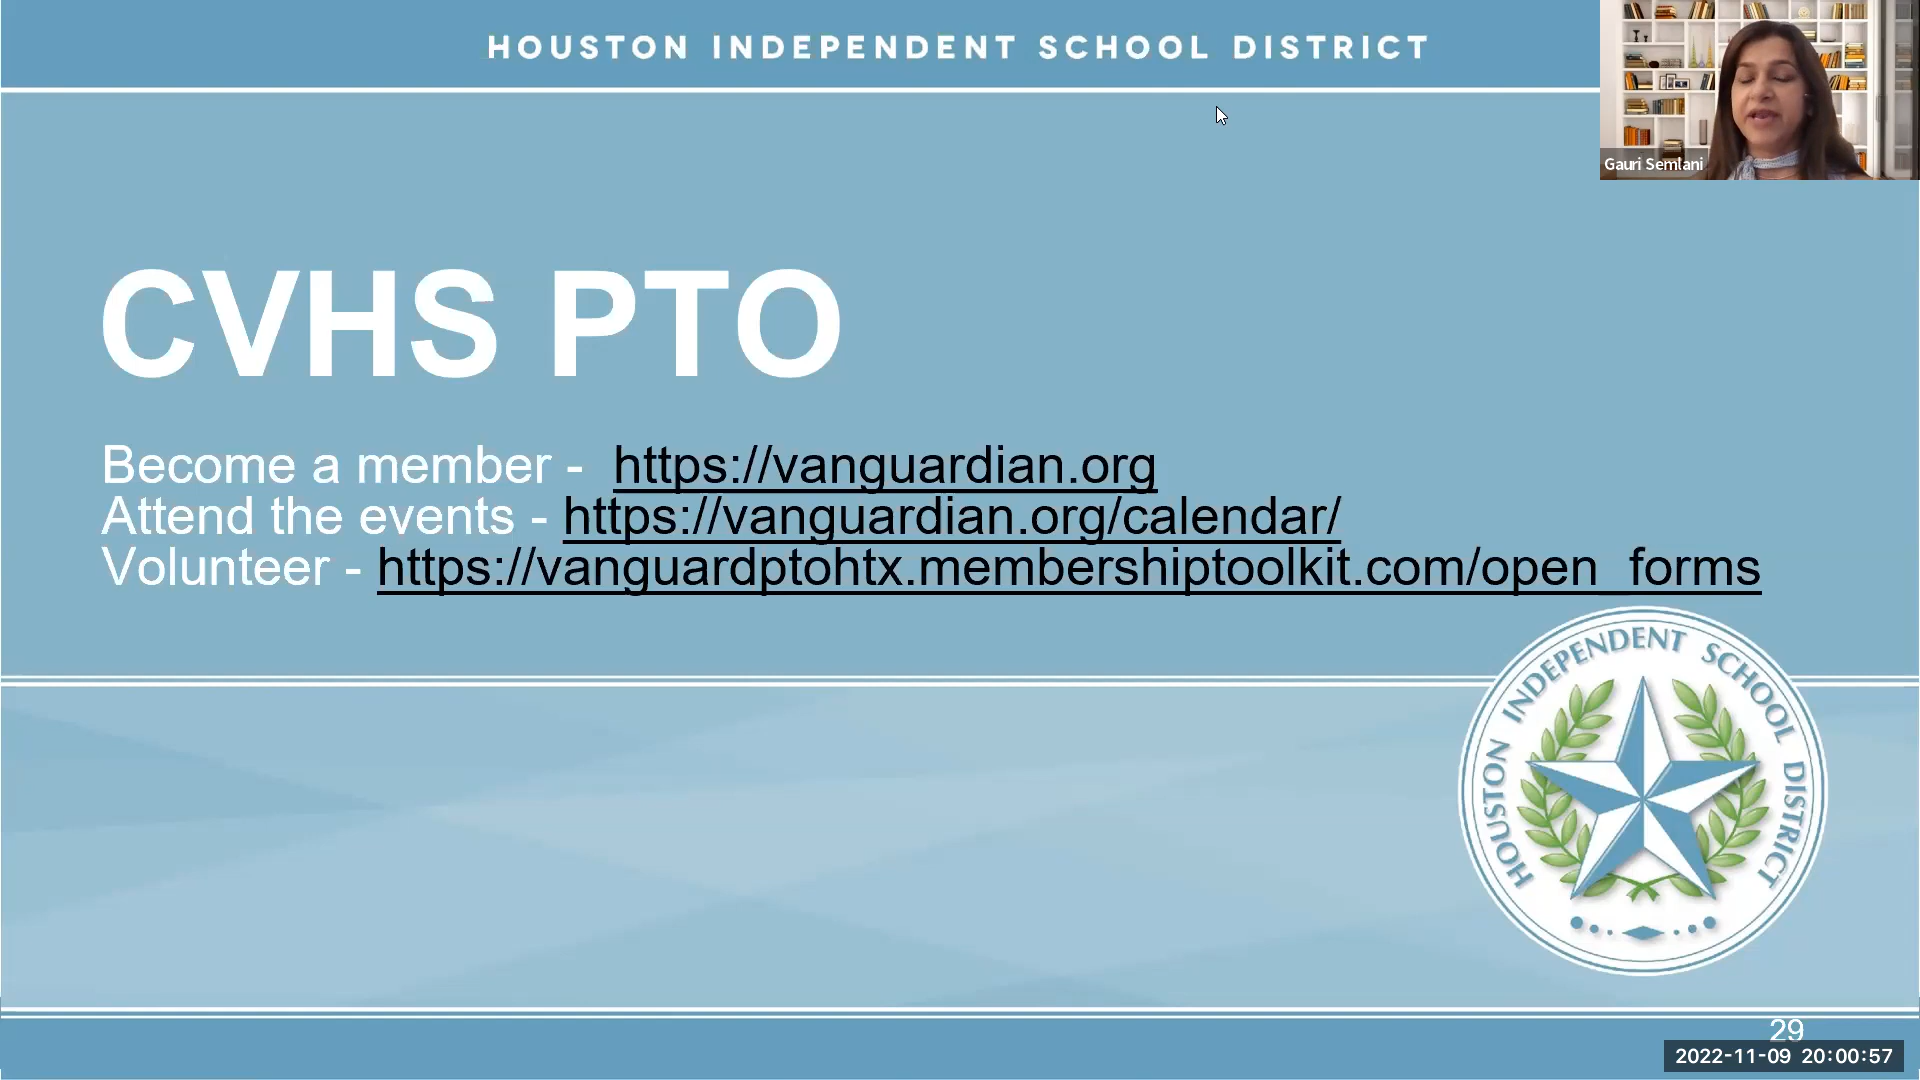 HOUSTON INDEPENDENT SCHOOL DISTRICT
Gauri Semlani
CVHS PTO
Become a member - https://vanguardian.org
Attend the events - https://vanguardian.org/calendar/
Volunteer - https://vanguardptohtx.membershiptoolkit.com/open_forms
HOUSTON INDEPENDENT SCHOOL DISTRICT
29
2022-11-09 20:00:57